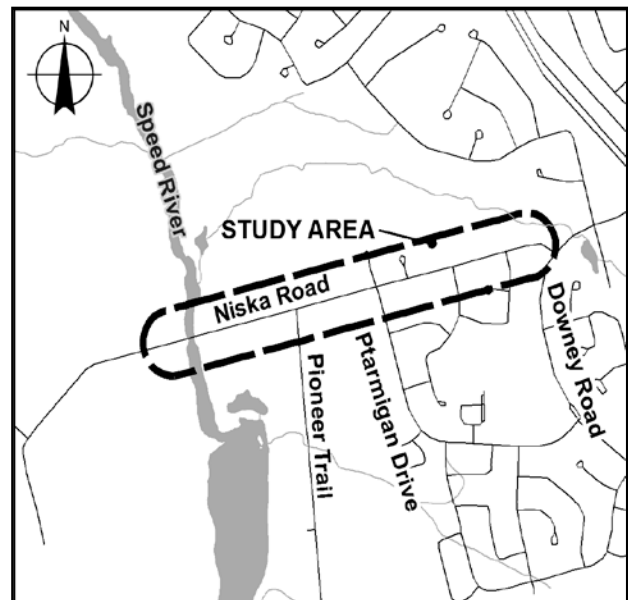 N
Speed River
STUDY AREA
Niska Road
Pioneer Trail
Ptarmigan Drive
Downey Road